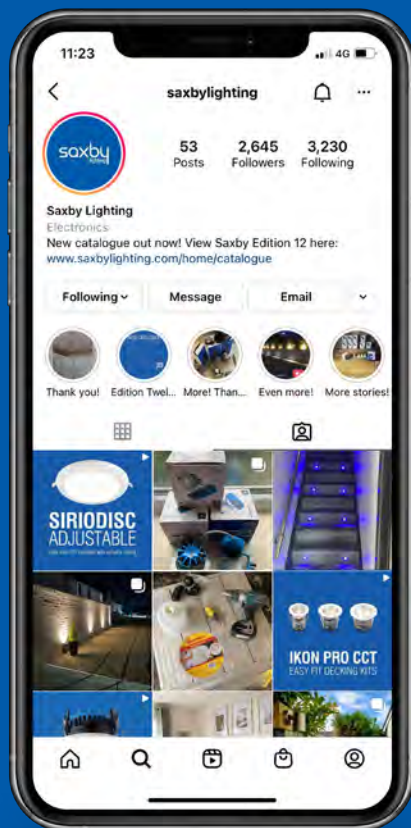 11:23
4G
saxbylighting
saxby
lighting
53
Posts
2,645
Followers
3,230
Following
Saxby Lighting
Electronics
New catalogue out now! View Saxby Edition 12 here:
www.saxbylighting.com/home/catalogue
Following
Message
Email
Thank you!
Edition Twel...
More! Than...
Even more!
More stories!
SIRIODISC
ADJUSTABLE
IKON PRO CCT
EASY FIT DECKING KITS